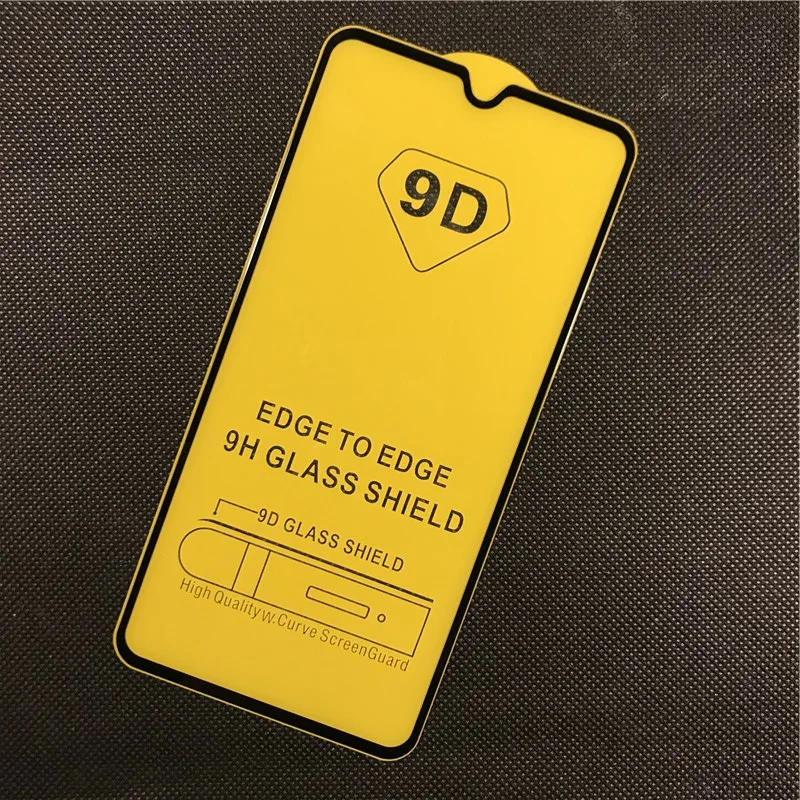 9D
EDGE TO EDGE
9H GLASS SHIELD
9D GLASS SHIELD
High Quality w.Curve ScreenGuard